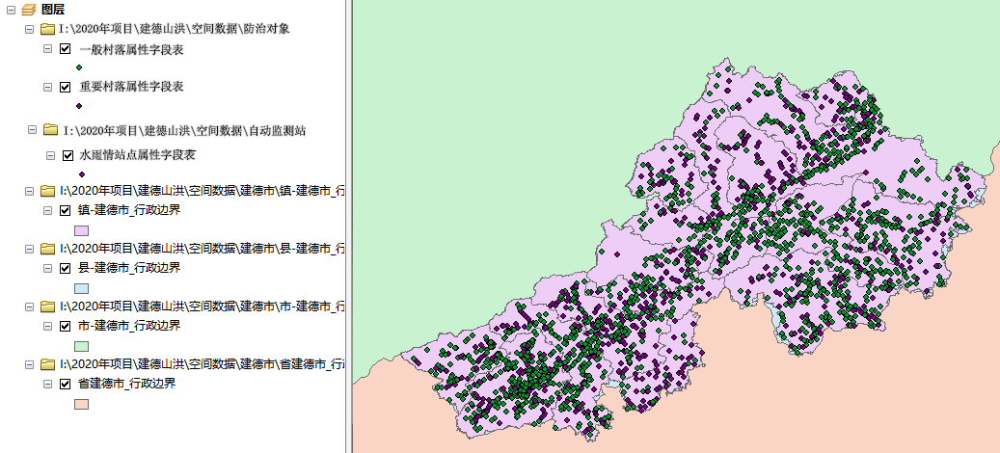 图层
I:\2020年项目\建德山洪\空间数据\防治对象
一般村落属性字段表
重要村落属性字段表
I:\2020年项目\建德山洪\空间数据\自动监测站
水雨情站点属性字段表
I:\2020年项目\建德山洪\空间数据\建德市\镇-建德市_行
镇-建德市_行政边界
I:\2020年项目\建德山洪\空间数据\建德市\县-建德市_行
县-建德市_行政边界
I:\2020年项目\建德山洪\空间数据\建德市\市-建德市_行
市-建德市_行政边界
I:\2020年项目\建德山洪\空间数据\建德市\省建德市_行
省建德市_行政边界